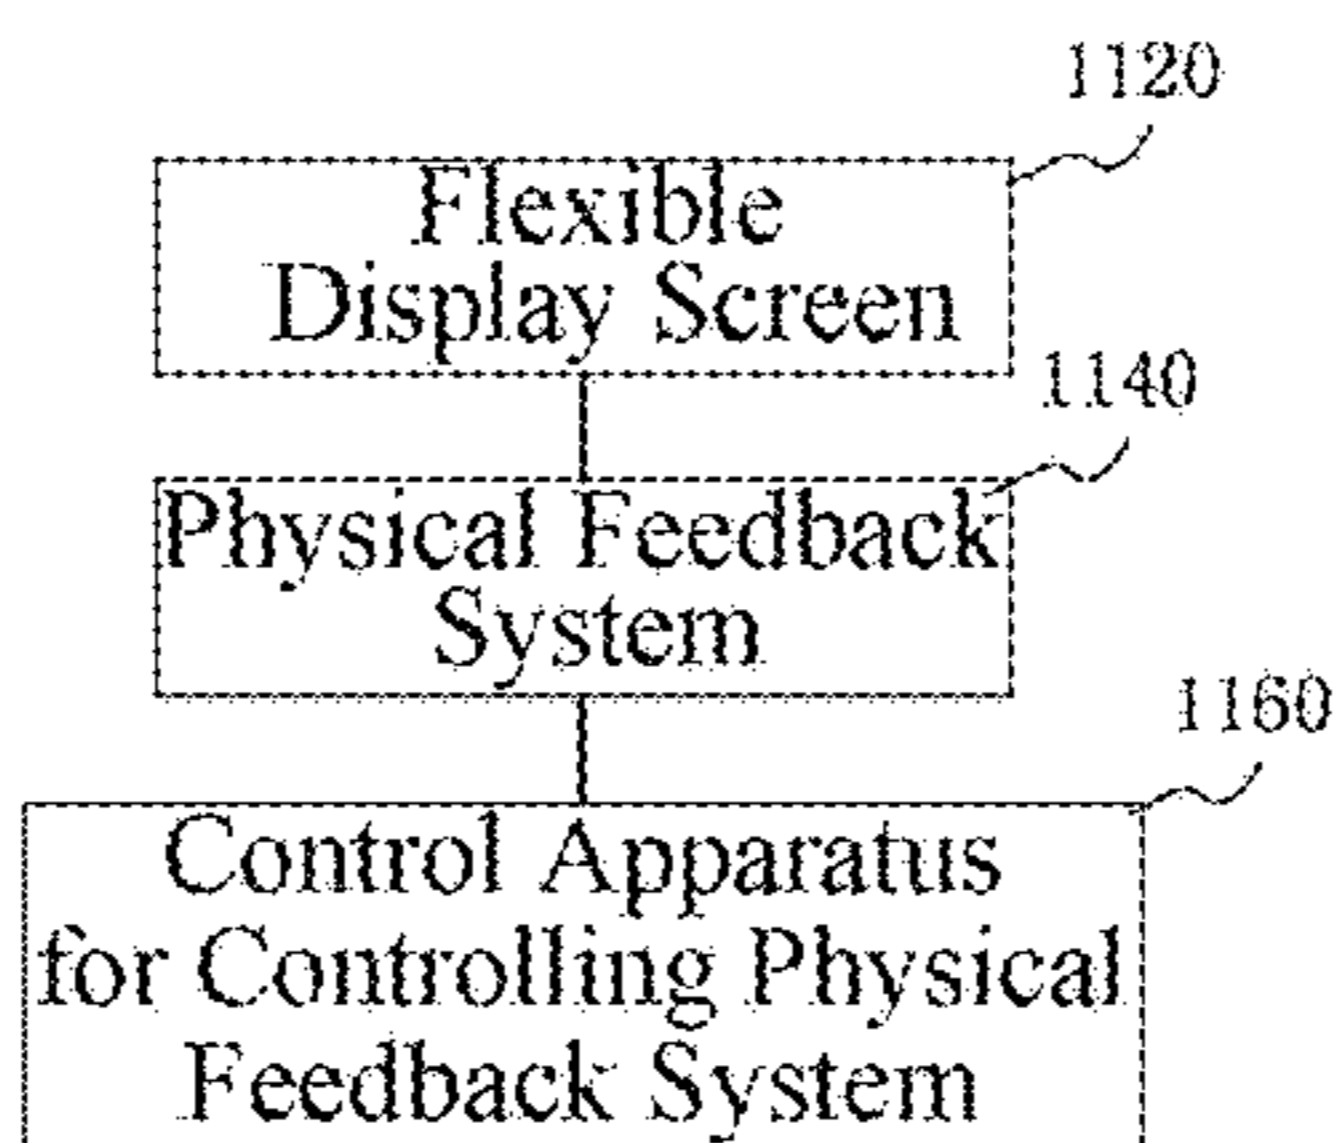 1120
Flexible
Display Screen
1140
Physical Feedback
System
1160
Control Apparatus
for Controlling Physical
Feedback System